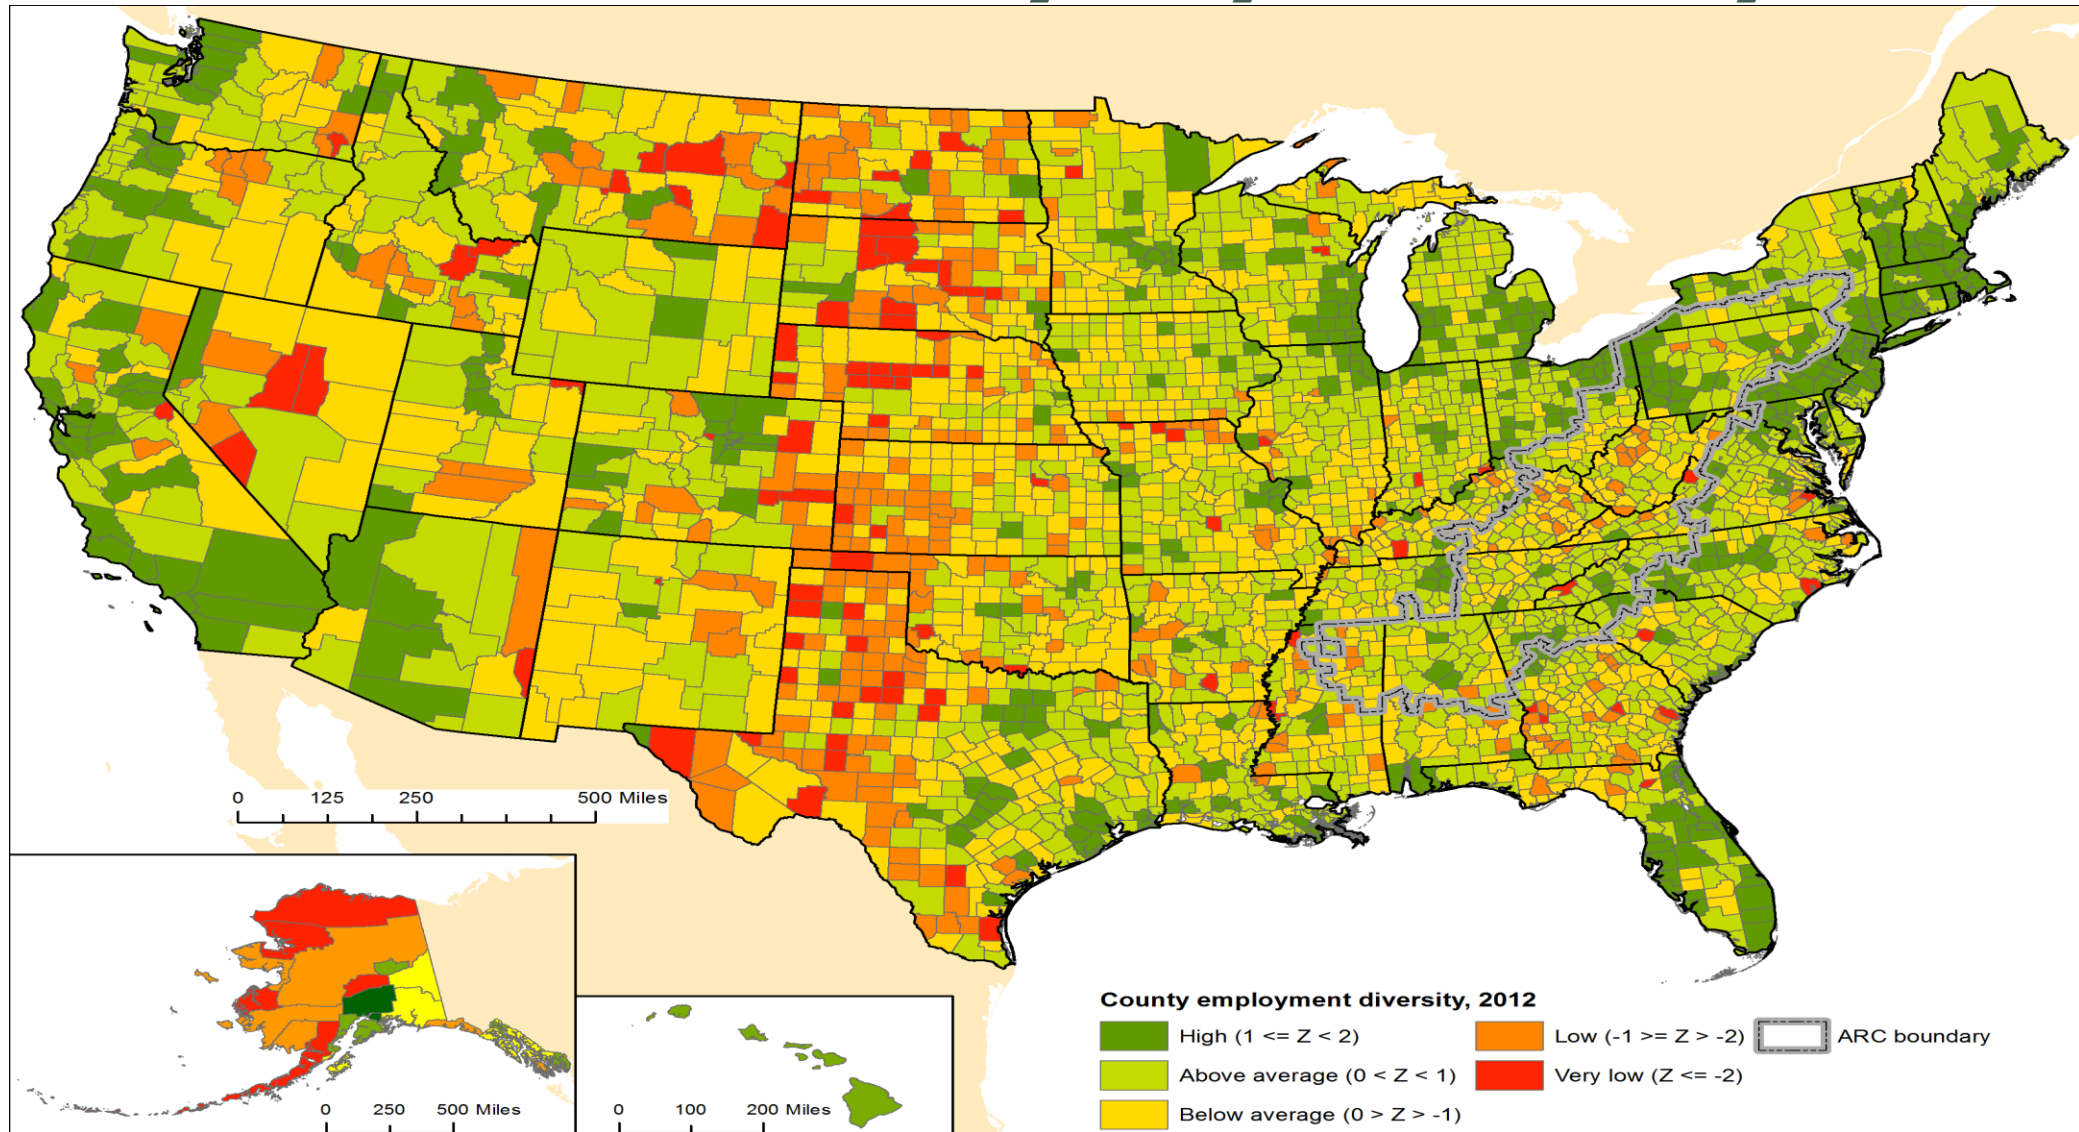 0 125 250 500 Miles
0 250 500 Miles
0 100 200 Miles
County employment diversity, 2012
High (1 <= Z < 2)
Low (-1 >= Z > -2)
ARC boundary
Above average (0 < Z < 1)
Very low (Z <= -2)
Below average (0 > Z > -1)